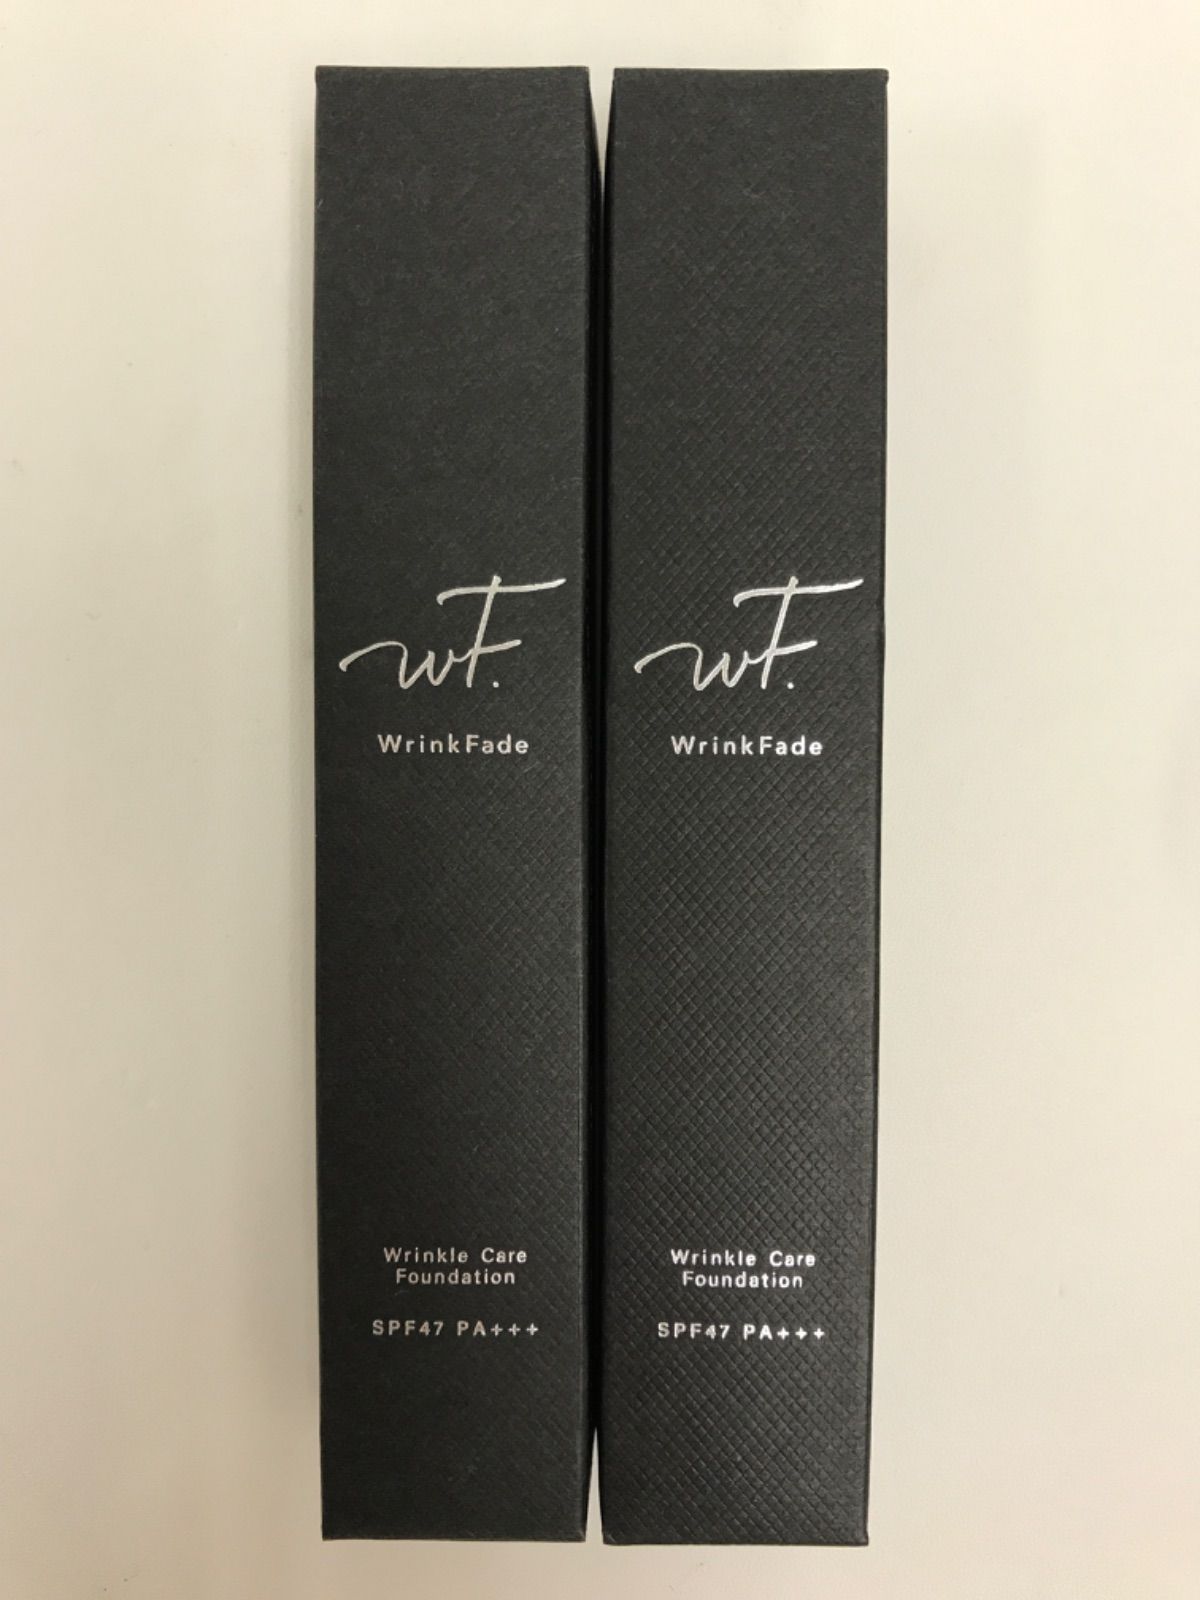 wF.
WrinkFade
Wrinkle Care
Foundation
SPF47 PA+++
wF.
WrinkFade
Wrinkle Care
Foundation
SPF47 PA+++